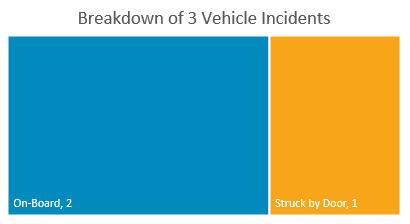 Breakdown of 3 Vehicle Incidents
On-Board, 2
Struck by Door, 1